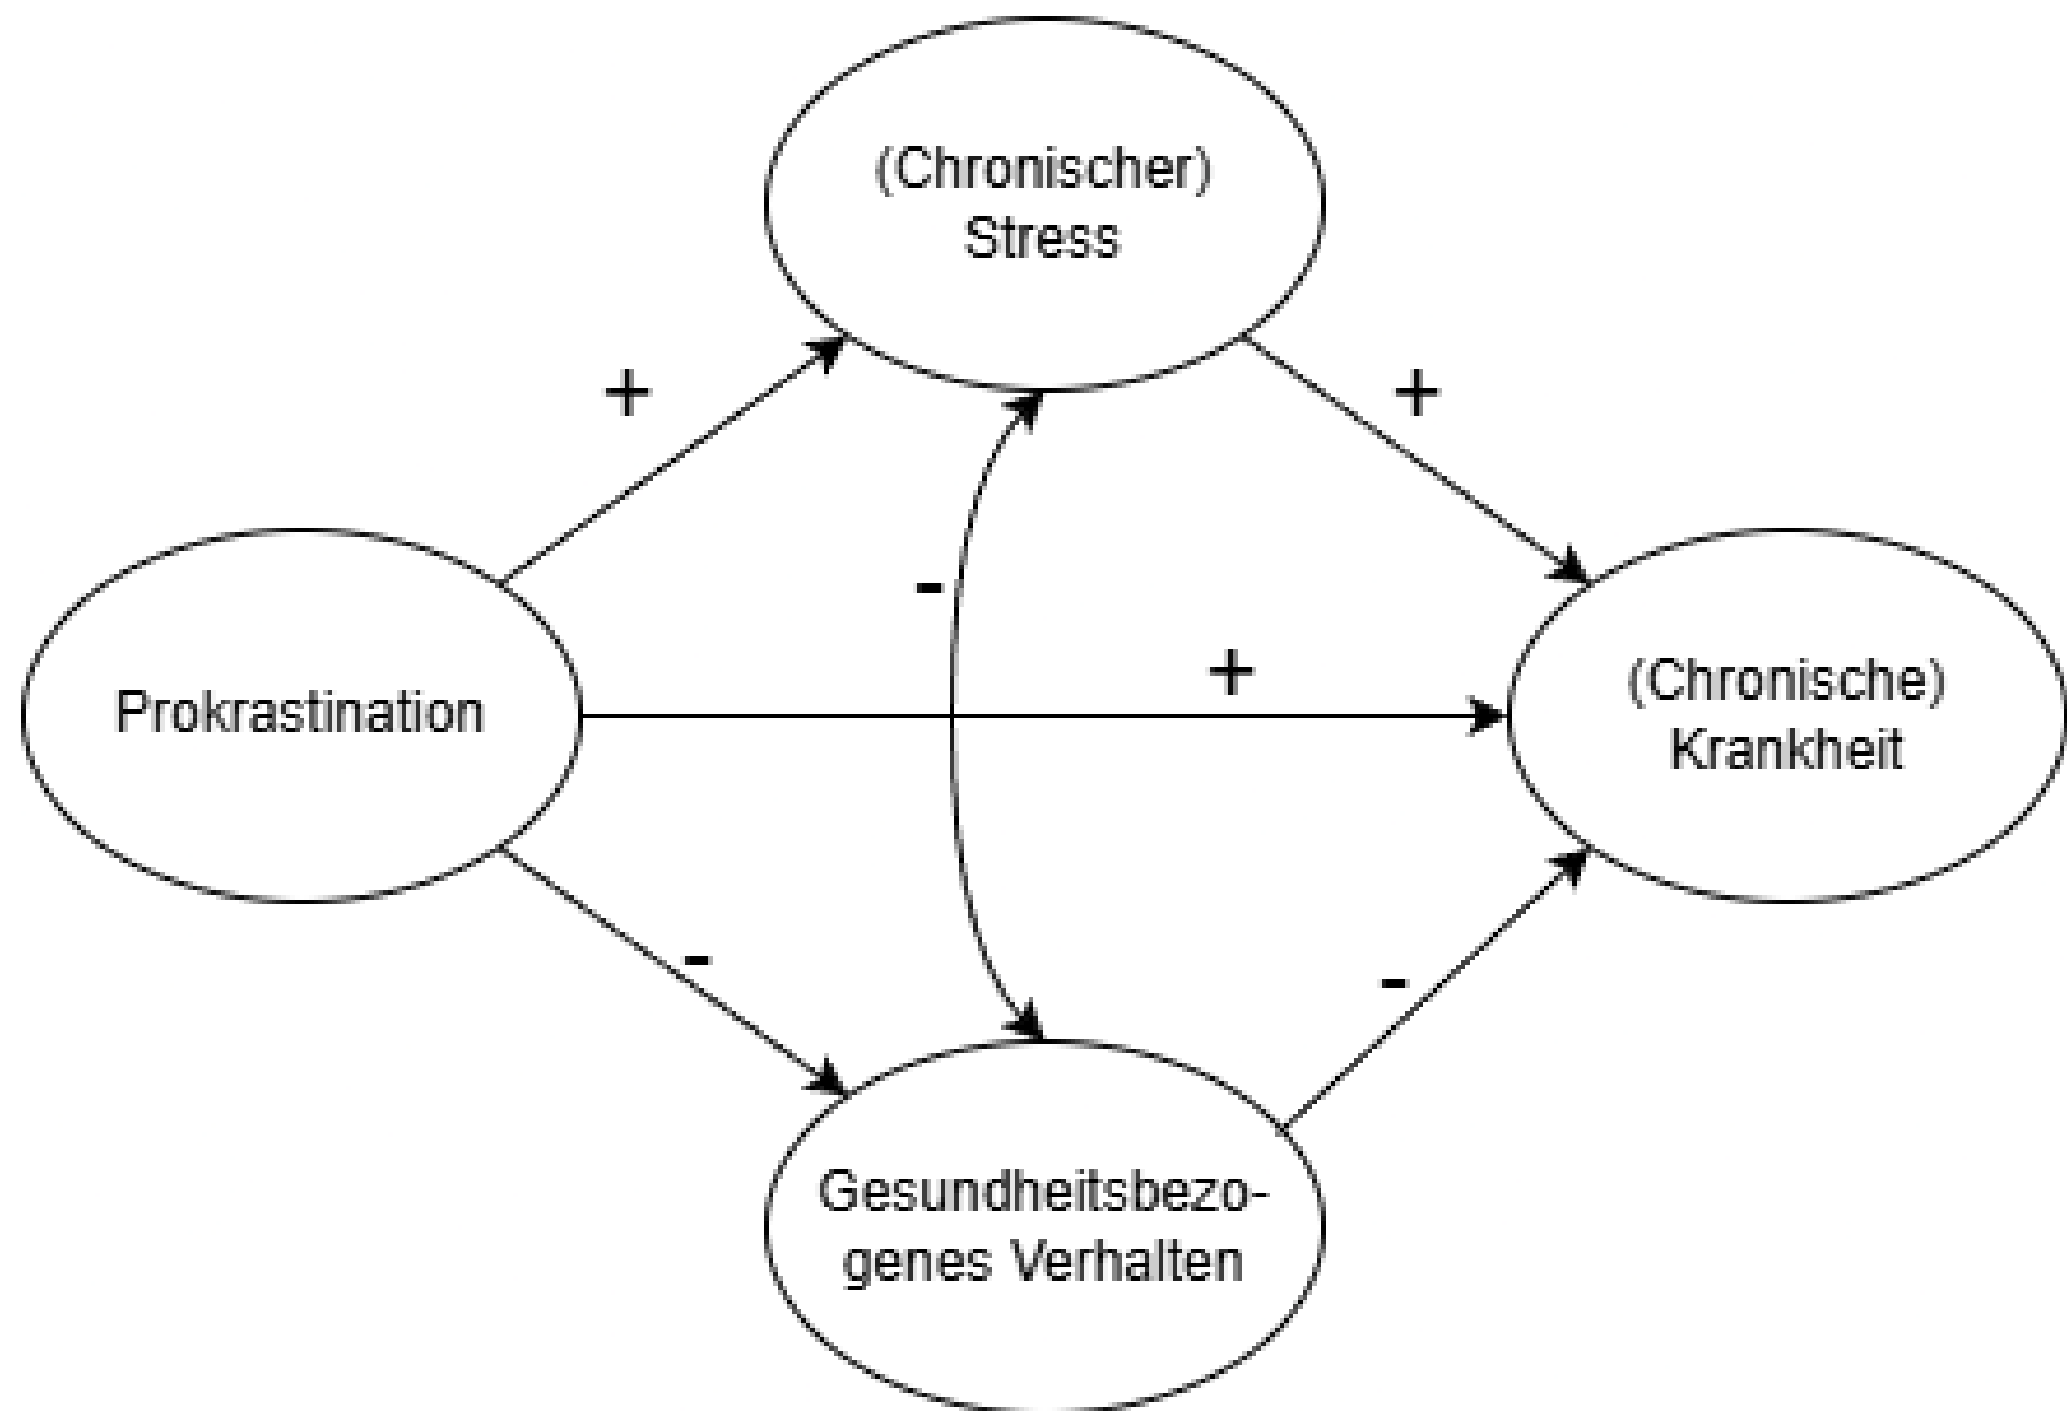 (Chronischer)
Stress
+
+
-
+
Prokrastination
(Chronische)
Krankheit
-
-
Gesundheitsbezo-
genes Verhalten